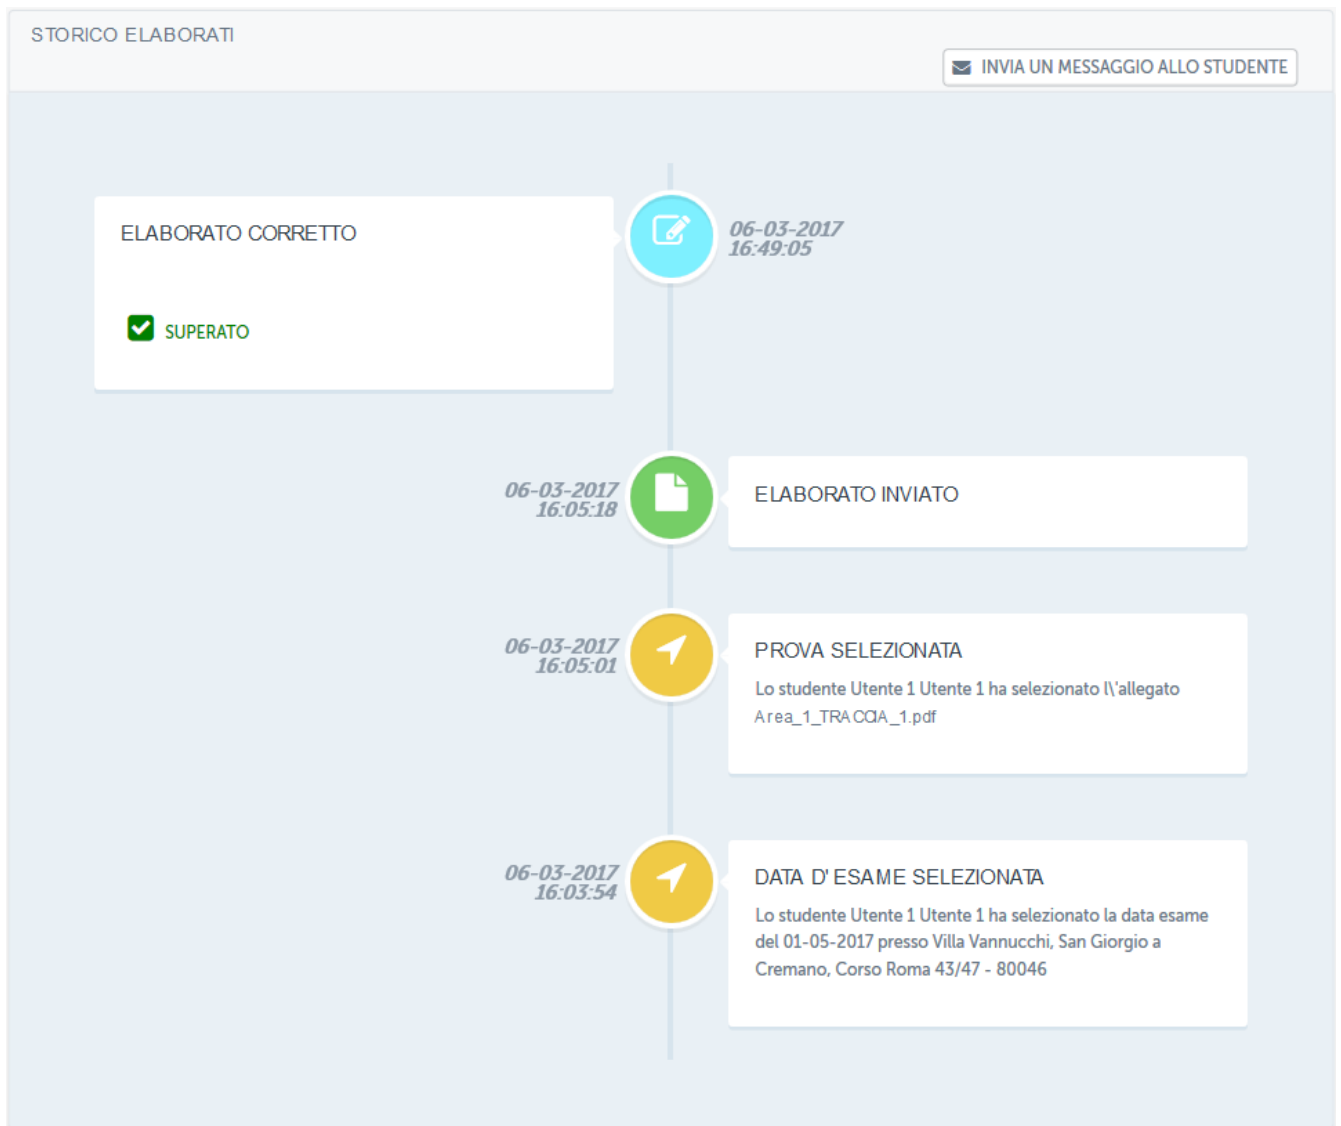 STORICO ELABORATI
INVIA UN MESSAGGIO ALLO STUDENTE
ELABORATO CORRETTO
SUPERATO
06-03-2017
16:49:05
06-03-2017
16:05:18
ELABORATO INVIATO
06-03-2017
16:05:01
PROVA SELEZIONATA
Lo studente Utente 1 Utente 1 ha selezionato l\'allegato
Area_1_TRACCIA_1.pdf
06-03-2017
16:03:54
DATA D' ESAME SELEZIONATA
Lo studente Utente 1 Utente 1 ha selezionato la data esame
del 01-05-2017 presso Villa Vannucchi, San Giorgio a
Cremano, Corso Roma 43/47 - 80046